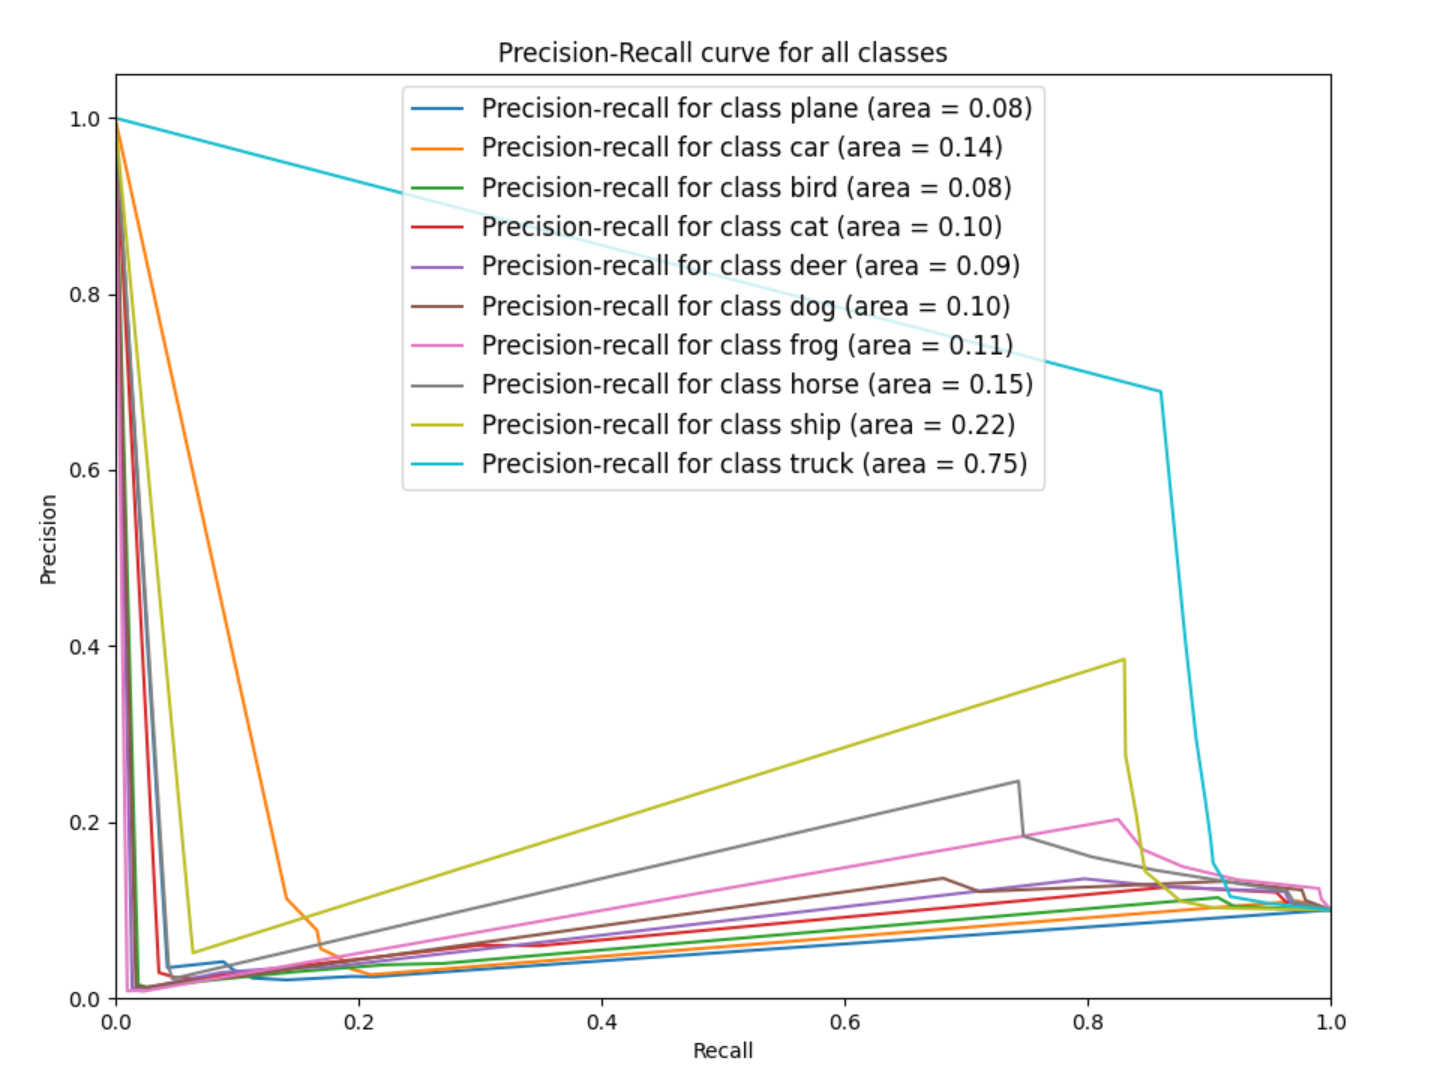 Precision-Recall curve for all classes
Precision-recall for class plane (area = 0.08)
Precision-recall for class car (area = 0.14)
Precision-recall for class bird (area = 0.08)
Precision-recall for class cat (area = 0.10)
Precision-recall for class deer (area = 0.09)
Precision-recall for class dog (area = 0.10)
Precision-recall for class frog (area = 0.11)
Precision-recall for class horse (area = 0.15)
Precision-recall for class ship (area = 0.22)
Precision-recall for class truck (area = 0.75)
Precision
1.0
0.8
0.6
0.4
0.2
0.0
0.0 0.2 0.4 0.6 0.8 1.0
Recall